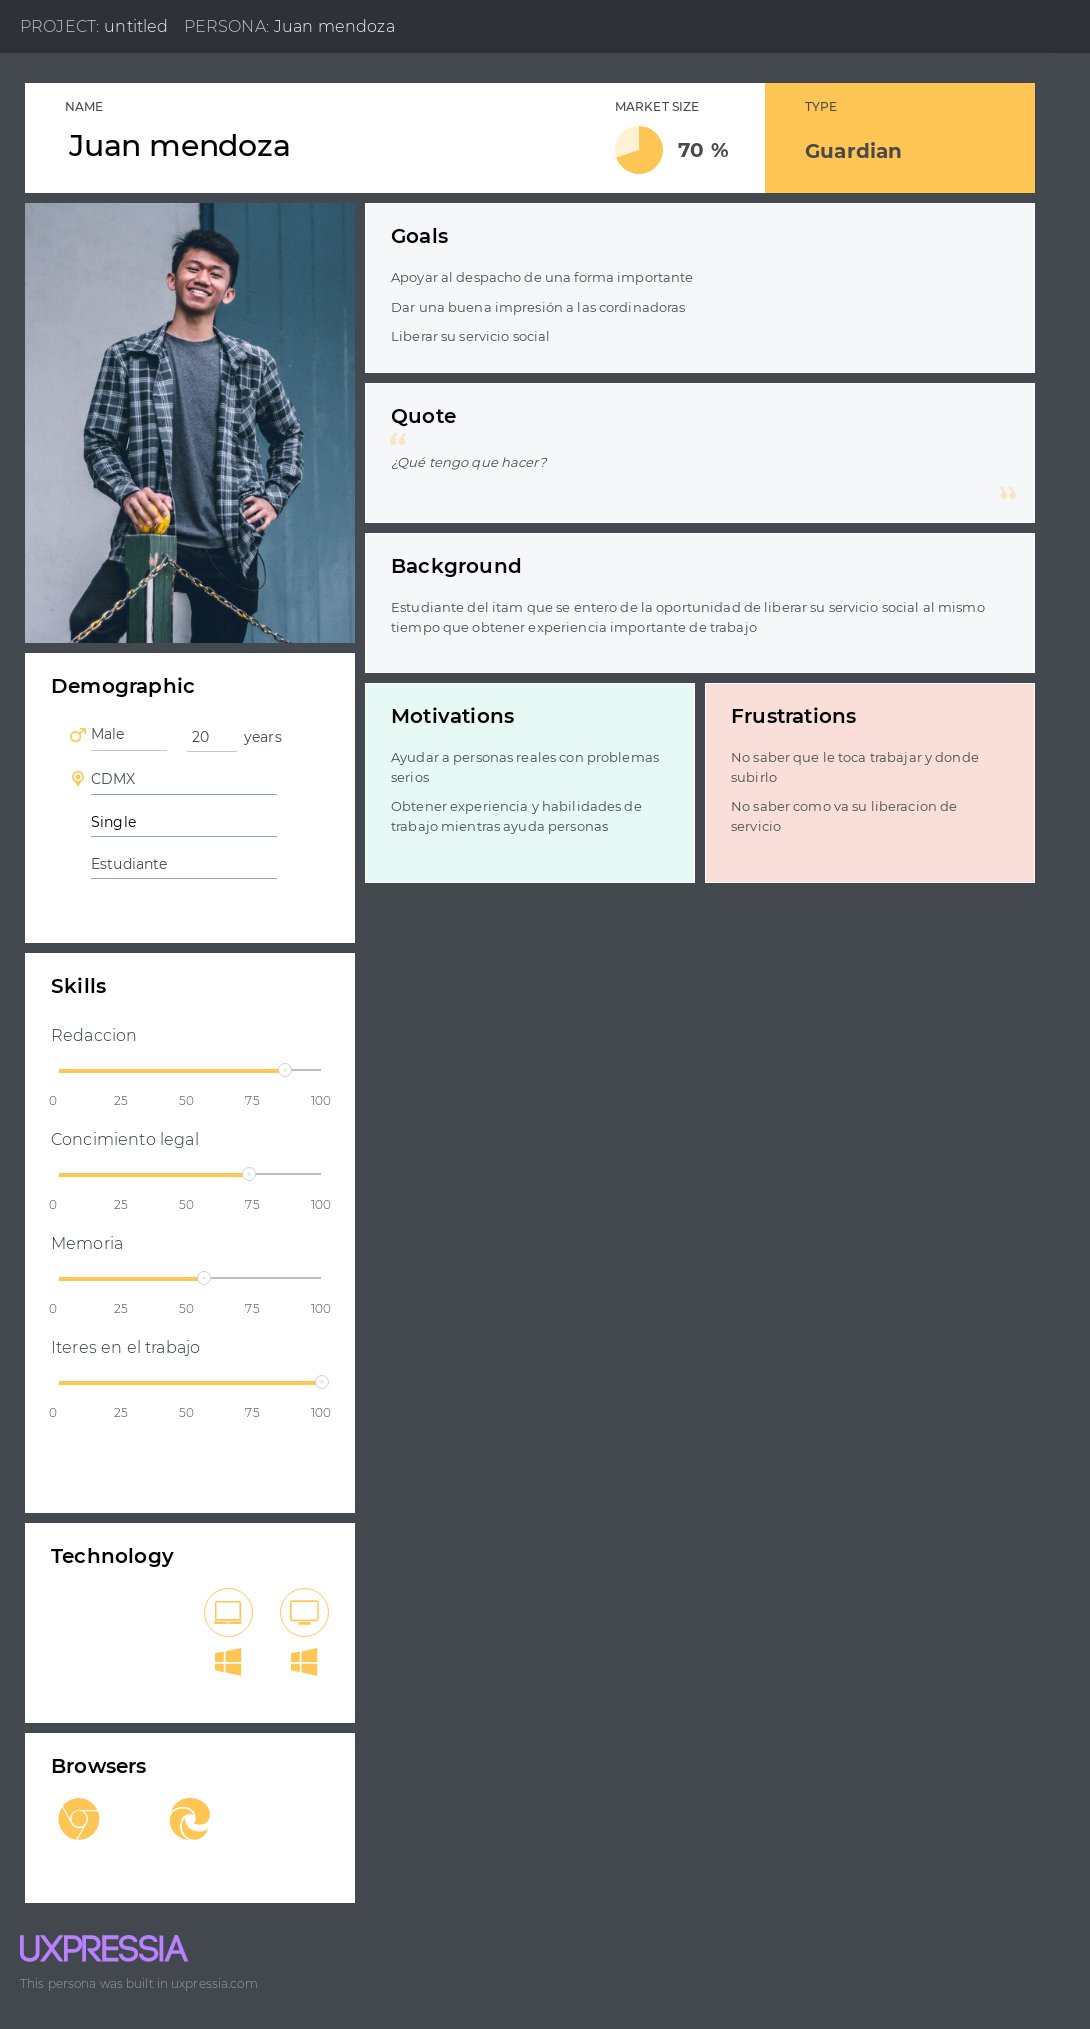 PROJECT: untitled PERSONA: Juan mendoza
NAME
Juan mendoza
MARKET SIZE
70 %
TYPE
Guardian
Goals
Apoyar al despacho de una forma importante
Dar una buena impresión a las cordinadoras
Liberar su servicio social
Quote
“
¿Qué tengo que hacer?
”
Background
Estudiante del itam que se entero de la oportunidad de liberar su servicio social al mismo
tiempo que obtener experiencia importante de trabajo
Demographic
Male 20 years
CDMX
Single
Estudiante
Motivations
Ayudar a personas reales con problemas
serios
Obtener experiencia y habilidades de
trabajo mientras ayuda personas
Frustrations
No saber que le toca trabajar y donde
subirlo
No saber como va su liberacion de
servicio
Skills
Redaccion
0 25 50 75 100
Concimiento legal
0 25 50 75 100
Memoria
0 25 50 75 100
Iteres en el trabajo
0 25 50 75 100
Technology
Browsers
UXPRESSIA
This persona was built in uxpressia.com